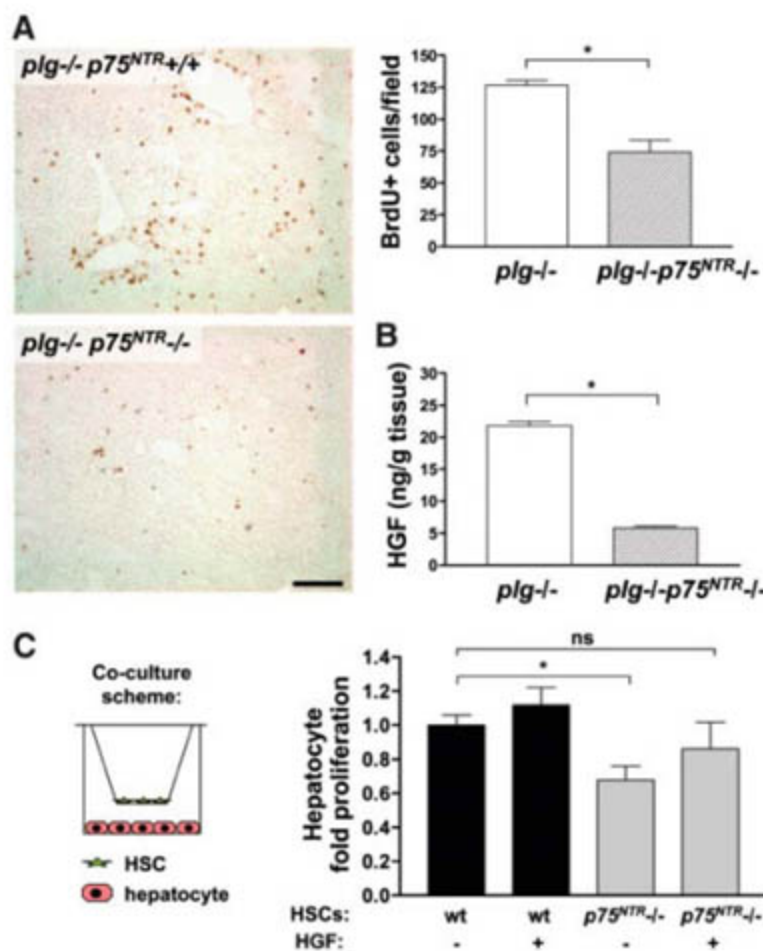 A
plg-/- p75NTR+/+
plg-/- p75NTR-/-
BrdU+ cells/field
150
125
100
75
50
25
0
*
plg-/-
plg-/-p75NTR-/-
B
HGF (ng/g tissue)
30
25
20
15
10
5
0
*
plg-/-
plg-/-p75NTR-/-
C
Co-culture
scheme:
HSC
hepatocyte
Hepatocyte
fold proliferation
1.4
1.2
1.0
0.8
0.6
0.4
0.2
0.0
ns
*
HSCs: wt wt p75NTR-/- p75NTR-/-
HGF: - + - +